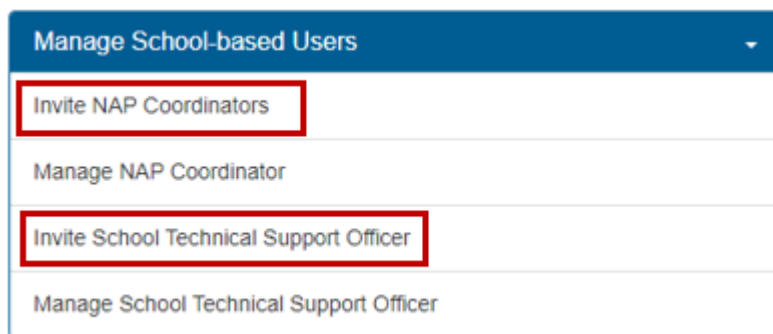 Manage School-based Users
Invite NAP Coordinators
Manage NAP Coordinator
Invite School Technical Support Officer
Manage School Technical Support Officer